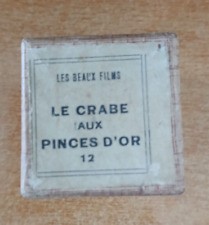 LES BEAUX FILMS
LE CRABE
AUX
PINCES D'OR
12